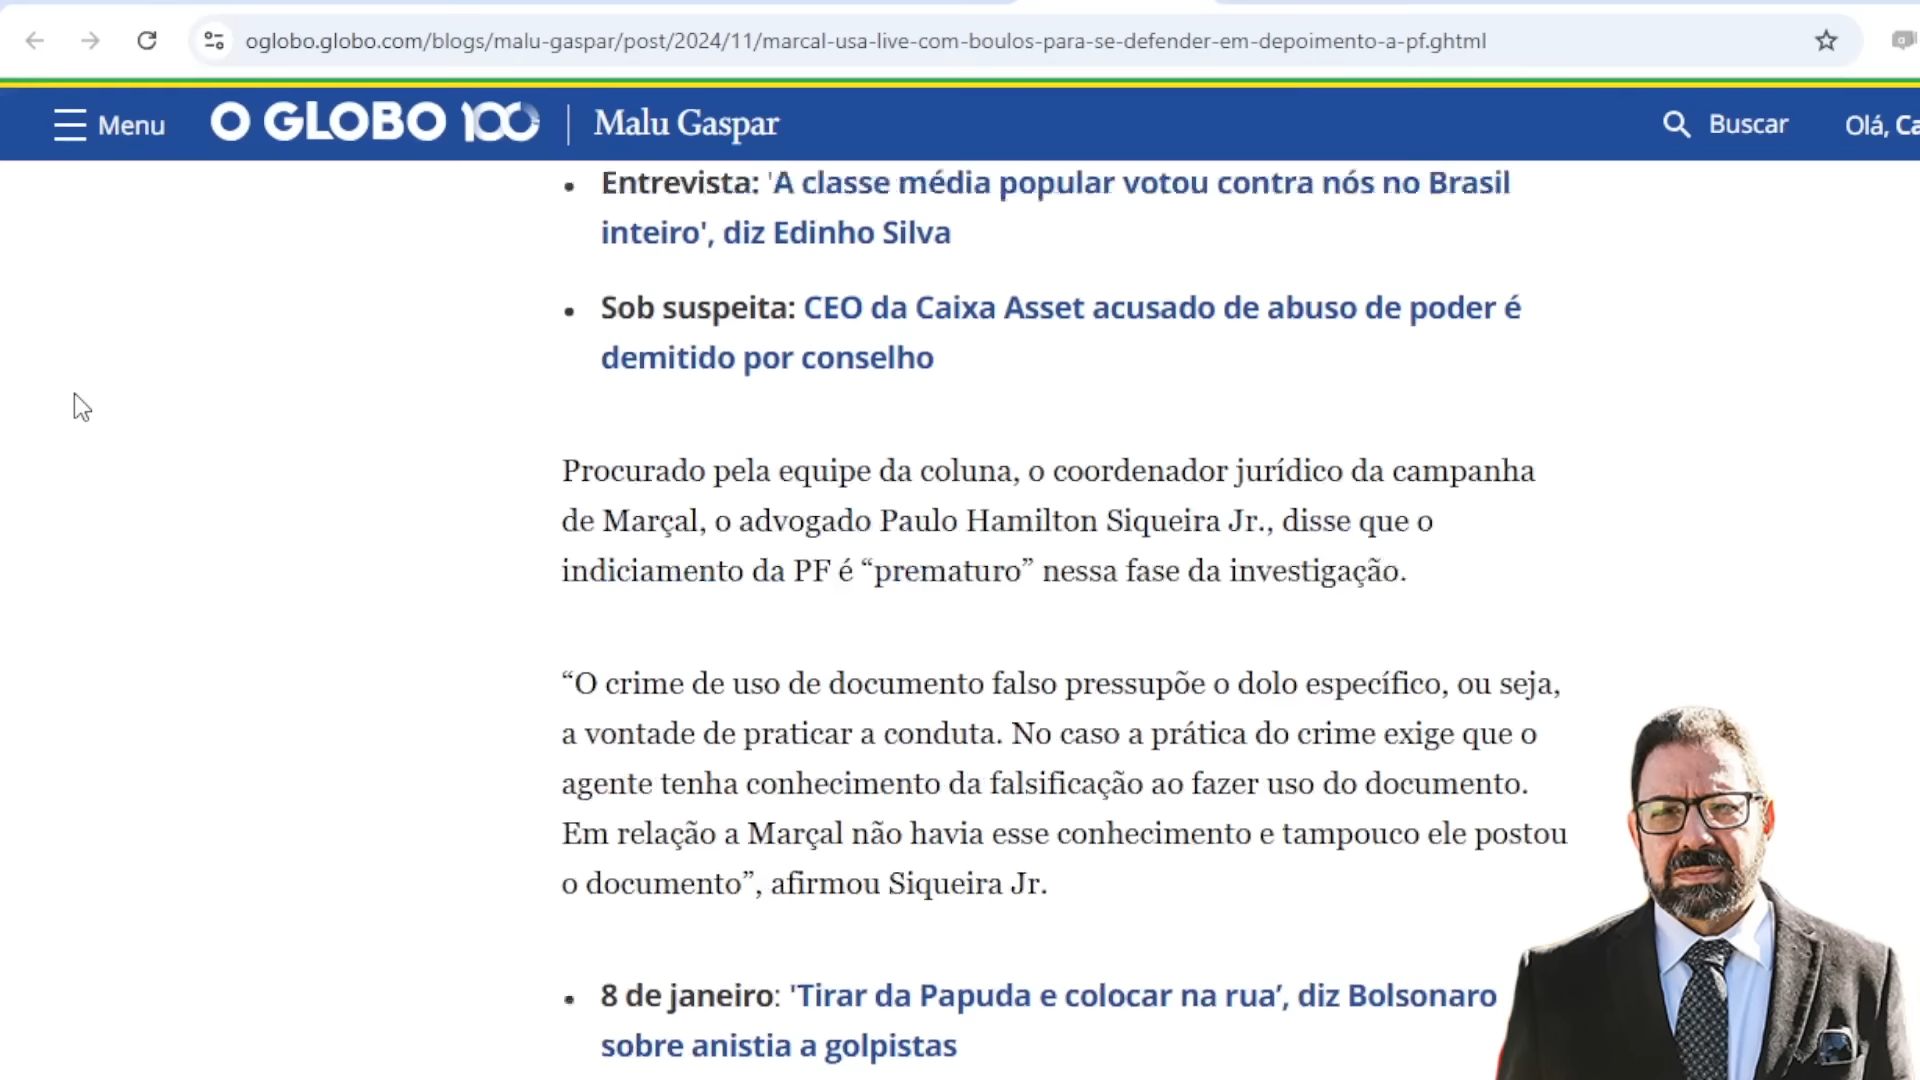 oglobo.globo.com/blogs/malu-gaspar/post/2024/11/marcal-usa-live-com-boulos-para-se-defender-em-depoimento-a-pf.ghtml
Menu O GLOBO 100 Malu Gaspar Buscar Olá, Ca
• Entrevista: 'A classe média popular votou contra nós no Brasil
inteiro', diz Edinho Silva
• Sob suspeita: CEO da Caixa Asset acusado de abuso de poder é
demitido por conselho
Procurado pela equipe da coluna, o coordenador jurídico da campanha
de Marçal, o advogado Paulo Hamilton Siqueira Jr., disse que o
indiciamento da PF é “prematuro” nessa fase da investigação.
“O crime de uso de documento falso pressupõe o dolo específico, ou seja,
a vontade de praticar a conduta. No caso a prática do crime exige que o
agente tenha conhecimento da falsificação ao fazer uso do documento.
Em relação a Marçal não havia esse conhecimento e tampouco ele postou
o documento”, afirmou Siqueira Jr.
• 8 de janeiro: 'Tirar da Papuda e colocar na rua’, diz Bolsonaro
sobre anistia a golpistas